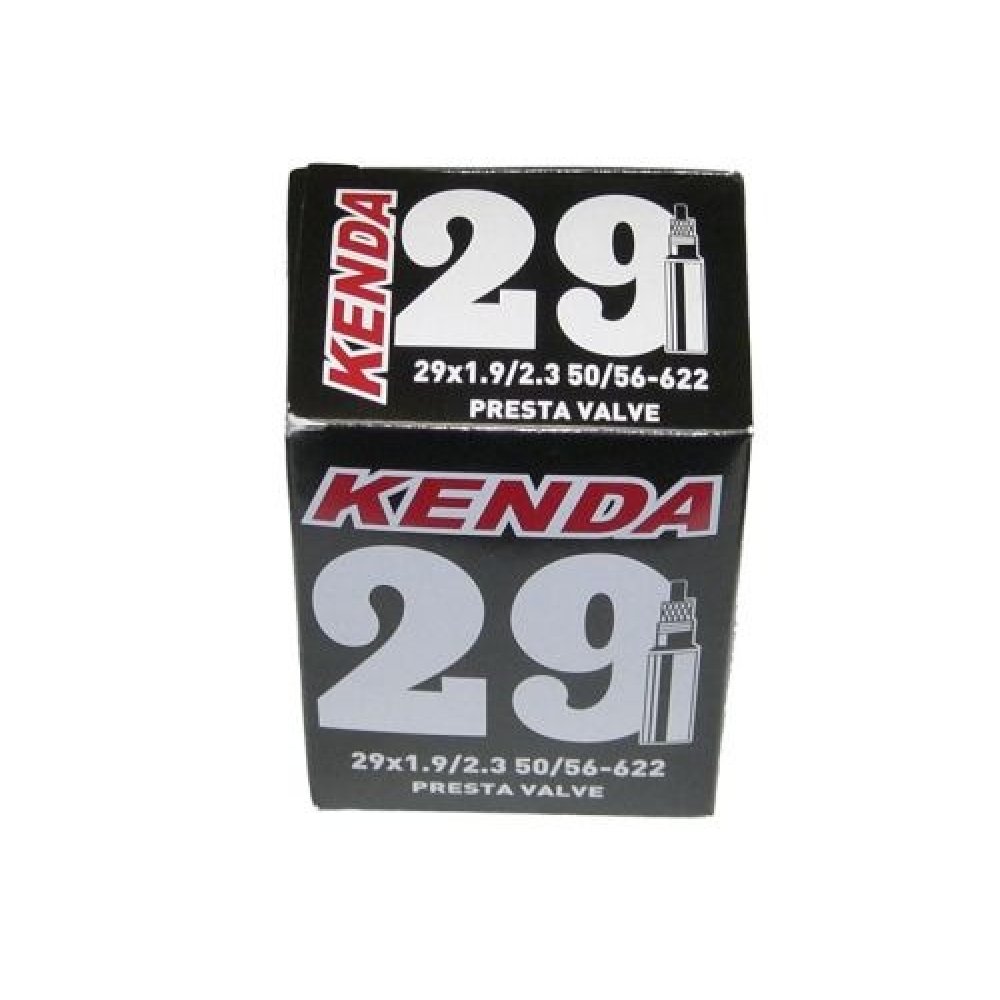 KENDA
29
29x1.9/2.3 50/56-622
PRESTA VALVE
KENDA
29
29x1.9/2.3 50/56-622
PRESTA VALVE